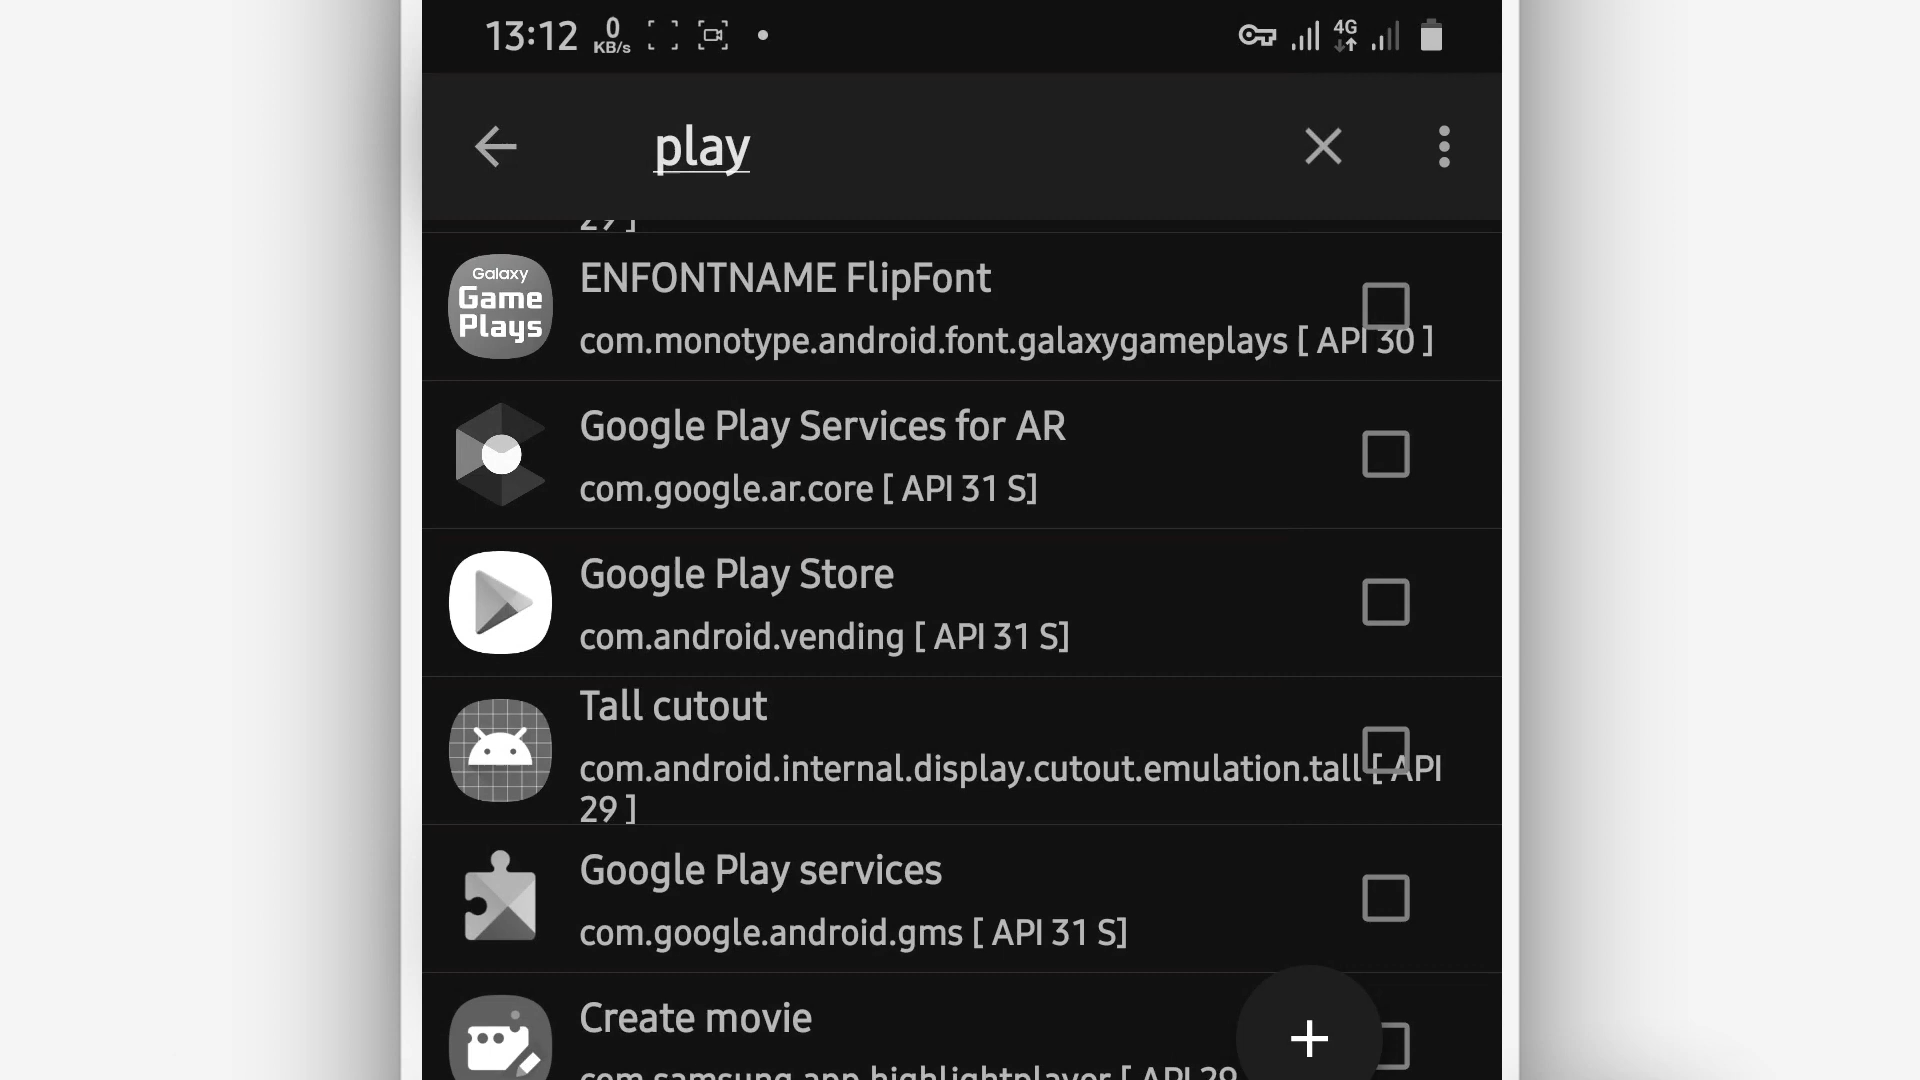 13:12 0 KB/s 4G
play
29 ]
Galaxy Game Plays
ENFONTNAME FlipFont
com.monotype.android.font.galaxygameplays [ API 30 ]
Google Play Services for AR
com.google.ar.core [ API 31 S]
Google Play Store
com.android.vending [ API 31 S]
Tall cutout
com.android.internal.display.cutout.emulation.tall [ API
29 ]
Google Play services
com.google.android.gms [ API 31 S]
Create movie
com.samsung.app.highlightplayer [ API 29